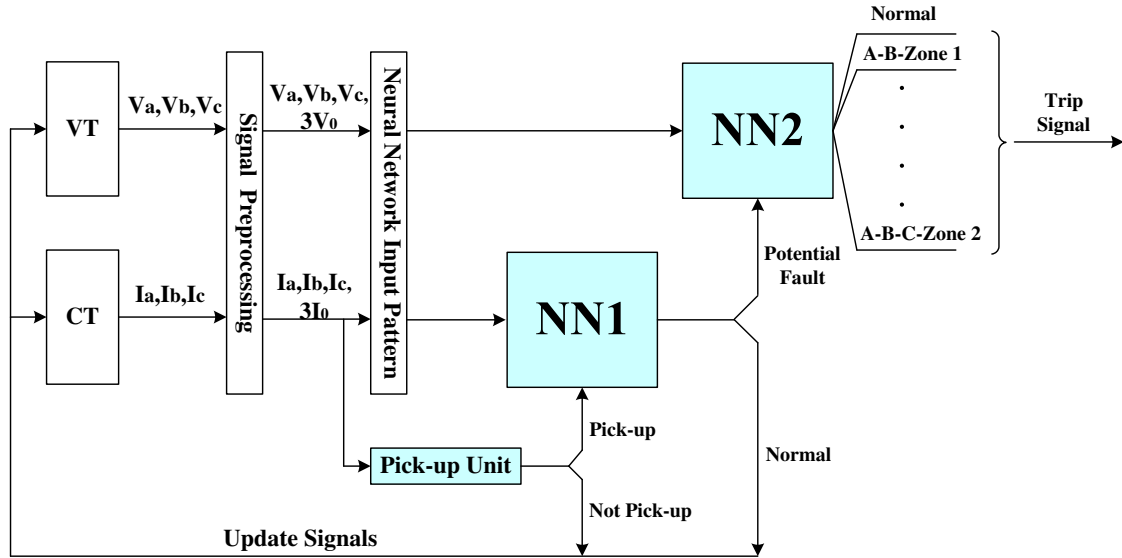 Normal
A-B-Zone 1
VT
Va,Vb,Vc
Signal Preprocessing
Va,Vb,Vc,
3V0
Neural Network Input Pattern
NN2
Trip
Signal
A-B-C-Zone 2
Potential
Fault
CT
Ia,Ib,Ic
Ia,Ib,Ic,
3I0
NN1
Pick-up
Pick-up Unit
Normal
Not Pick-up
Update Signals